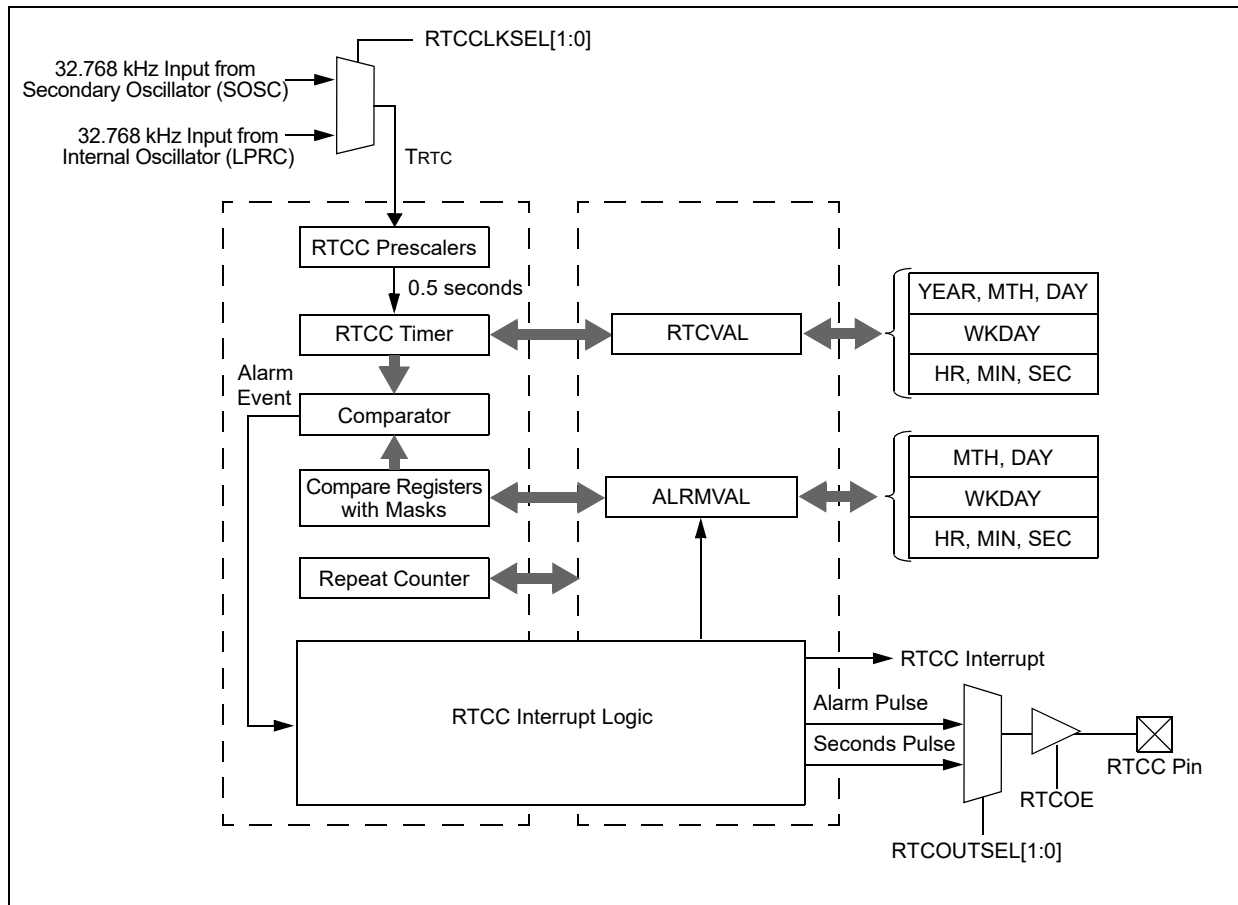 RTCCLKSEL[1:0]
32.768 kHz Input from
Secondary Oscillator (SOSC)
32.768 kHz Input from
Internal Oscillator (LPRC)
TRTC
RTCC Prescalers
0.5 seconds
RTCC Timer
RTCVAL
YEAR, MTH, DAY
WKDAY
HR, MIN, SEC
Alarm
Event
Comparator
Compare Registers
with Masks
ALRMVAL
MTH, DAY
WKDAY
HR, MIN, SEC
Repeat Counter
RTCC Interrupt Logic
RTCC Interrupt
Alarm Pulse
Seconds Pulse
RTCC Pin
RTCOE
RTCOUTSEL[1:0]